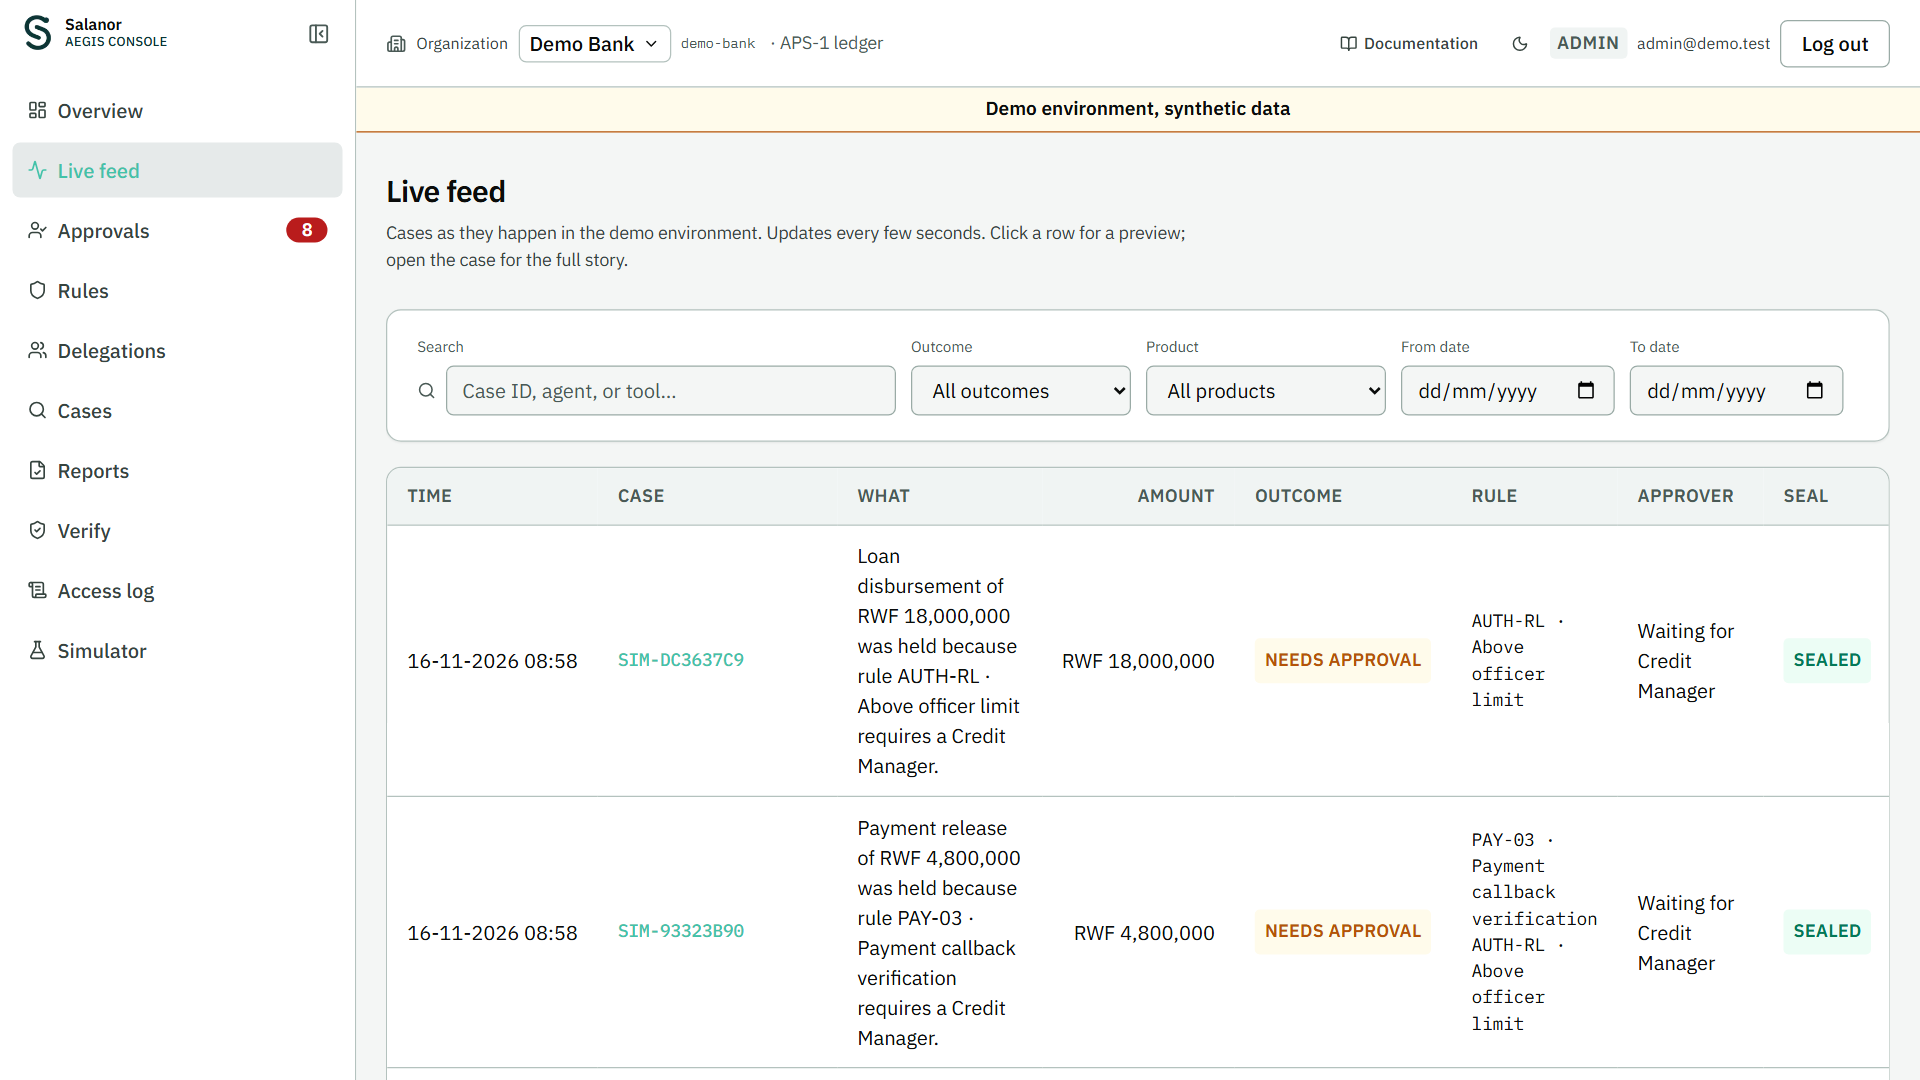 Salanor
AEGIS CONSOLE
Organization
Demo Bank
demo-bank
· APS-1 ledger
Documentation
ADMIN
admin@demo.test
Log out
Overview
Live feed
Approvals
8
Rules
Delegations
Cases
Reports
Verify
Access log
Simulator
Demo environment, synthetic data
Live feed
Cases as they happen in the demo environment. Updates every few seconds. Click a row for a preview;
open the case for the full story.
Search
Case ID, agent, or tool...
Outcome
All outcomes
Product
All products
From date
dd/mm/yyyy
To date
dd/mm/yyyy
TIME CASE WHAT AMOUNT OUTCOME RULE APPROVER SEAL
16-11-2026 08:58
SIM-DC3637C9
Loan
disbursement of
RWF 18,000,000
was held because
rule AUTH-RL ·
Above officer limit
requires a Credit
Manager.
RWF 18,000,000
NEEDS APPROVAL
AUTH-RL ·
Above
officer
limit
Waiting for
Credit
Manager
SEALED
16-11-2026 08:58
SIM-93323B90
Payment release
of RWF 4,800,000
was held because
rule PAY-03 ·
Payment callback
verification
requires a Credit
Manager.
RWF 4,800,000
NEEDS APPROVAL
PAY-03 ·
Payment
callback
verification
AUTH-RL ·
Above
officer
limit
Waiting for
Credit
Manager
SEALED